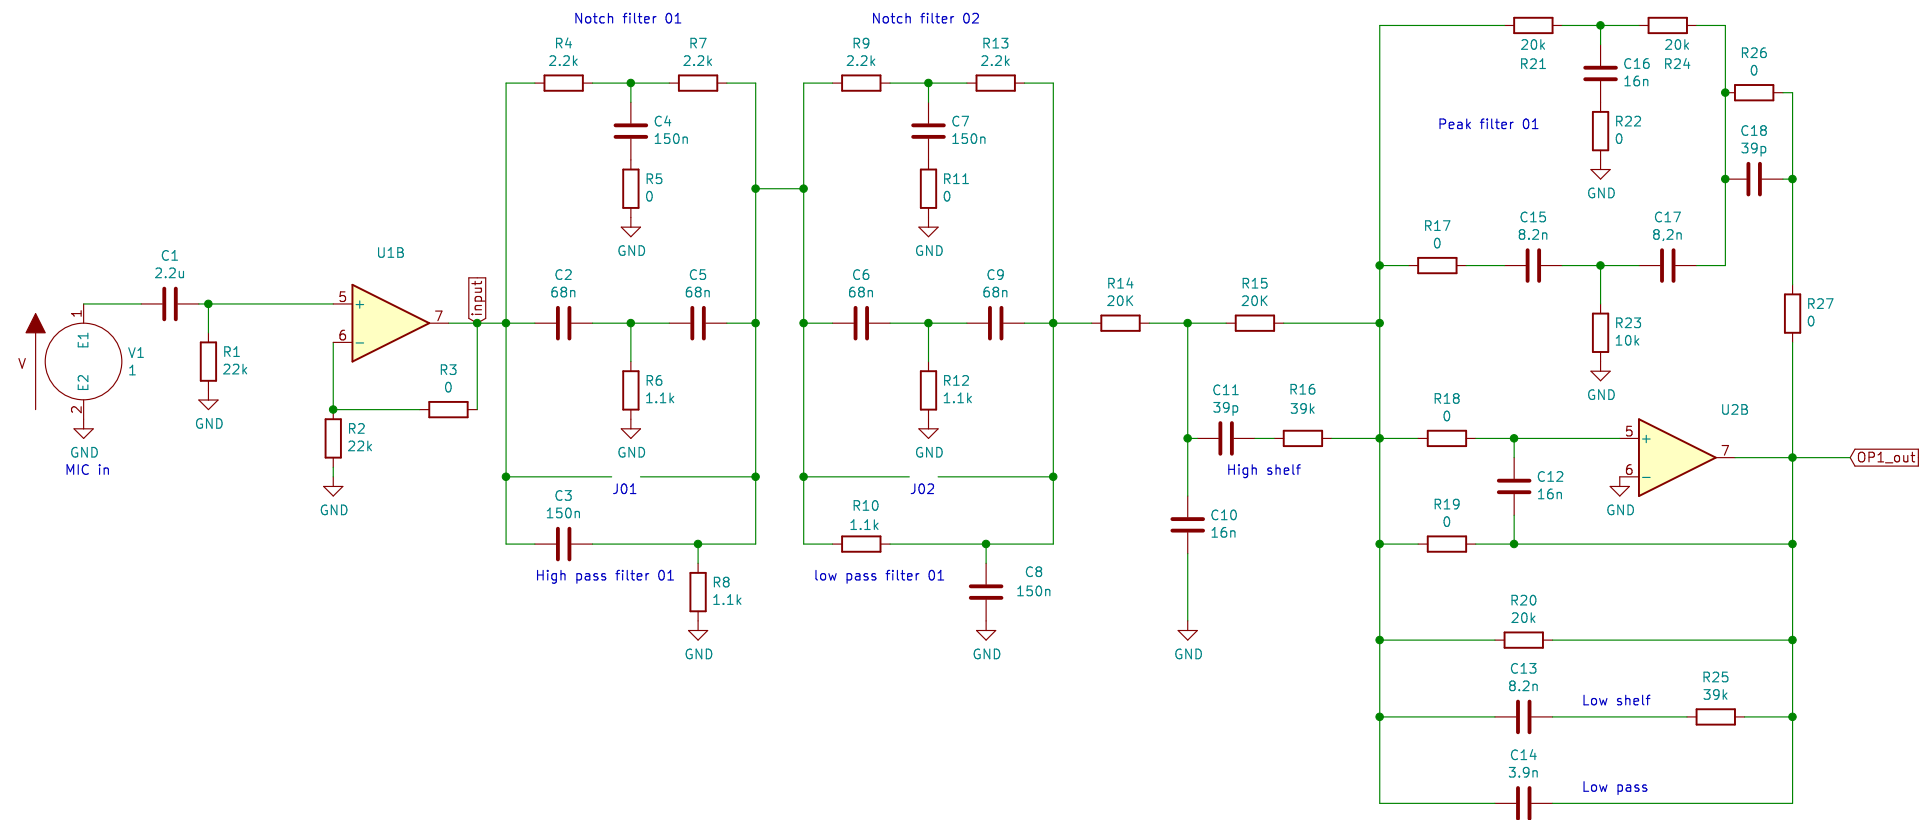 Notch filter 01
Notch filter 02
R4
2.2k
R7
2.2k
R9
2.2k
R13
2.2k
20k
R21
20k
R24
R26
0
C16
16n
C4
150n
C7
150n
Peak filter 01
R22
0
C18
39p
R5
0
R11
0
GND
GND
GND
R17
0
C15
8.2n
C17
8,2n
C1
2.2u
U1B
input
C2
68n
C5
68n
C6
68n
C9
68n
R14
20K
R15
20K
R27
0
5
+
7
6
−
1
E1
V
V1
1
E2
2
GND
MIC in
R1
22k
GND
R3
0
R2
22k
GND
R6
1.1k
GND
R12
1.1k
GND
R23
10k
GND
C11
39p
R16
39k
High shelf
R18
0
U2B
5
+
7
6
−
GND
OP1_out
J01
J02
C3
150n
R10
1.1k
C12
16n
R19
0
C10
16n
High pass filter 01
low pass filter 01
R8
1.1k
C8
150n
GND
GND
GND
R20
20k
C13
8.2n
Low shelf
R25
39k
C14
3.9n
Low pass